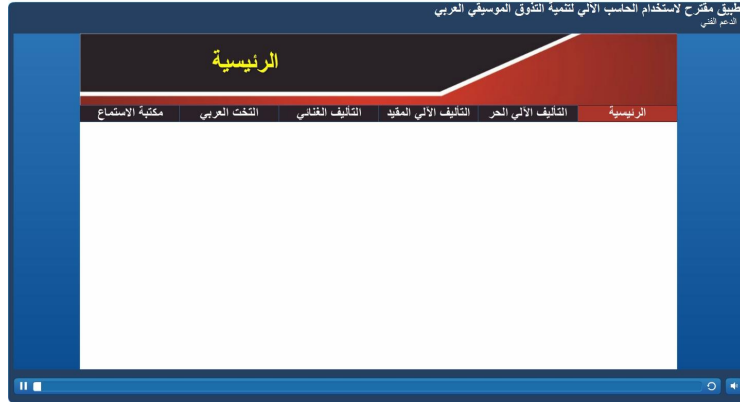 تطبيق مقترح لاستخدام الحاسب الآلي لتنمية التذوق الموسيقي العربي
الدعم الفني
الرئيسية
الرئيسية التأليف الآلي الحر التأليف الآلي المقيد التأليف الغنائي التخت العربي مكتبة الاستماع